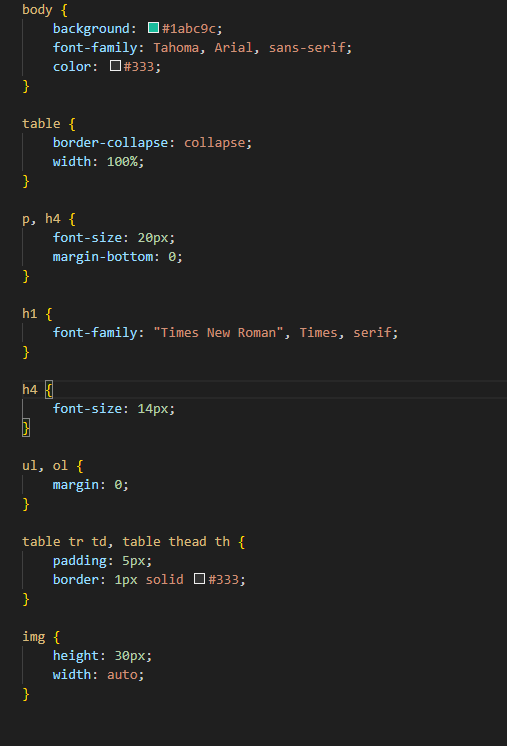 body {
    background: #1abc9c;
    font-family: Tahoma, Arial, sans-serif;
    color: #333;
}

table {
    border-collapse: collapse;
    width: 100%;
}

p, h4 {
    font-size: 20px;
    margin-bottom: 0;
}

h1 {
    font-family: "Times New Roman", Times, serif;
}

h4 {
    font-size: 14px;
}

ul, ol {
    margin: 0;
}

table tr td, table thead th {
    padding: 5px;
    border: 1px solid #333;
}

img {
    height: 30px;
    width: auto;
}